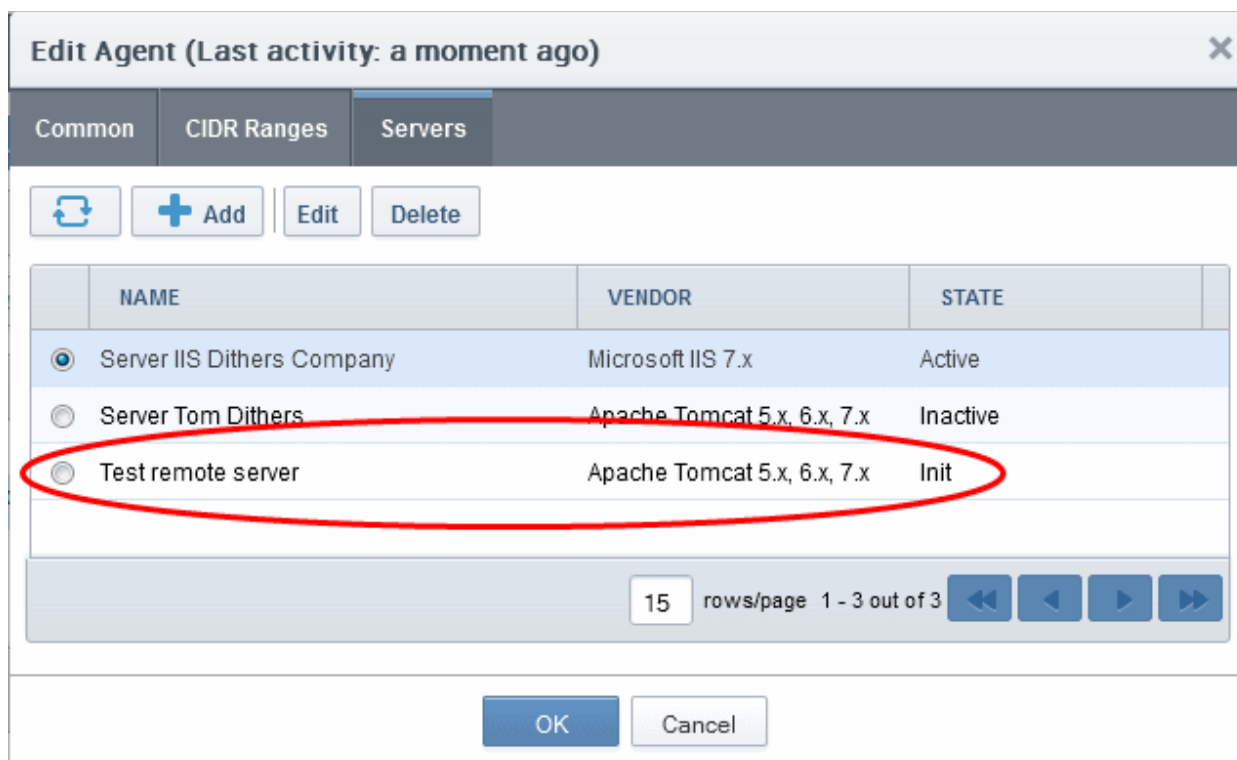 Edit Agent (Last activity: a moment ago)
Common CIDR Ranges Servers
Add Edit Delete
NAME VENDOR STATE
Server IIS Dithers Company Microsoft IIS 7.x Active
Server Tom Dithers Apache Tomcat 5.x, 6.x, 7.x Inactive
Test remote server Apache Tomcat 5.x, 6.x, 7.x Init
15 rows/page 1 - 3 out of 3
OK Cancel